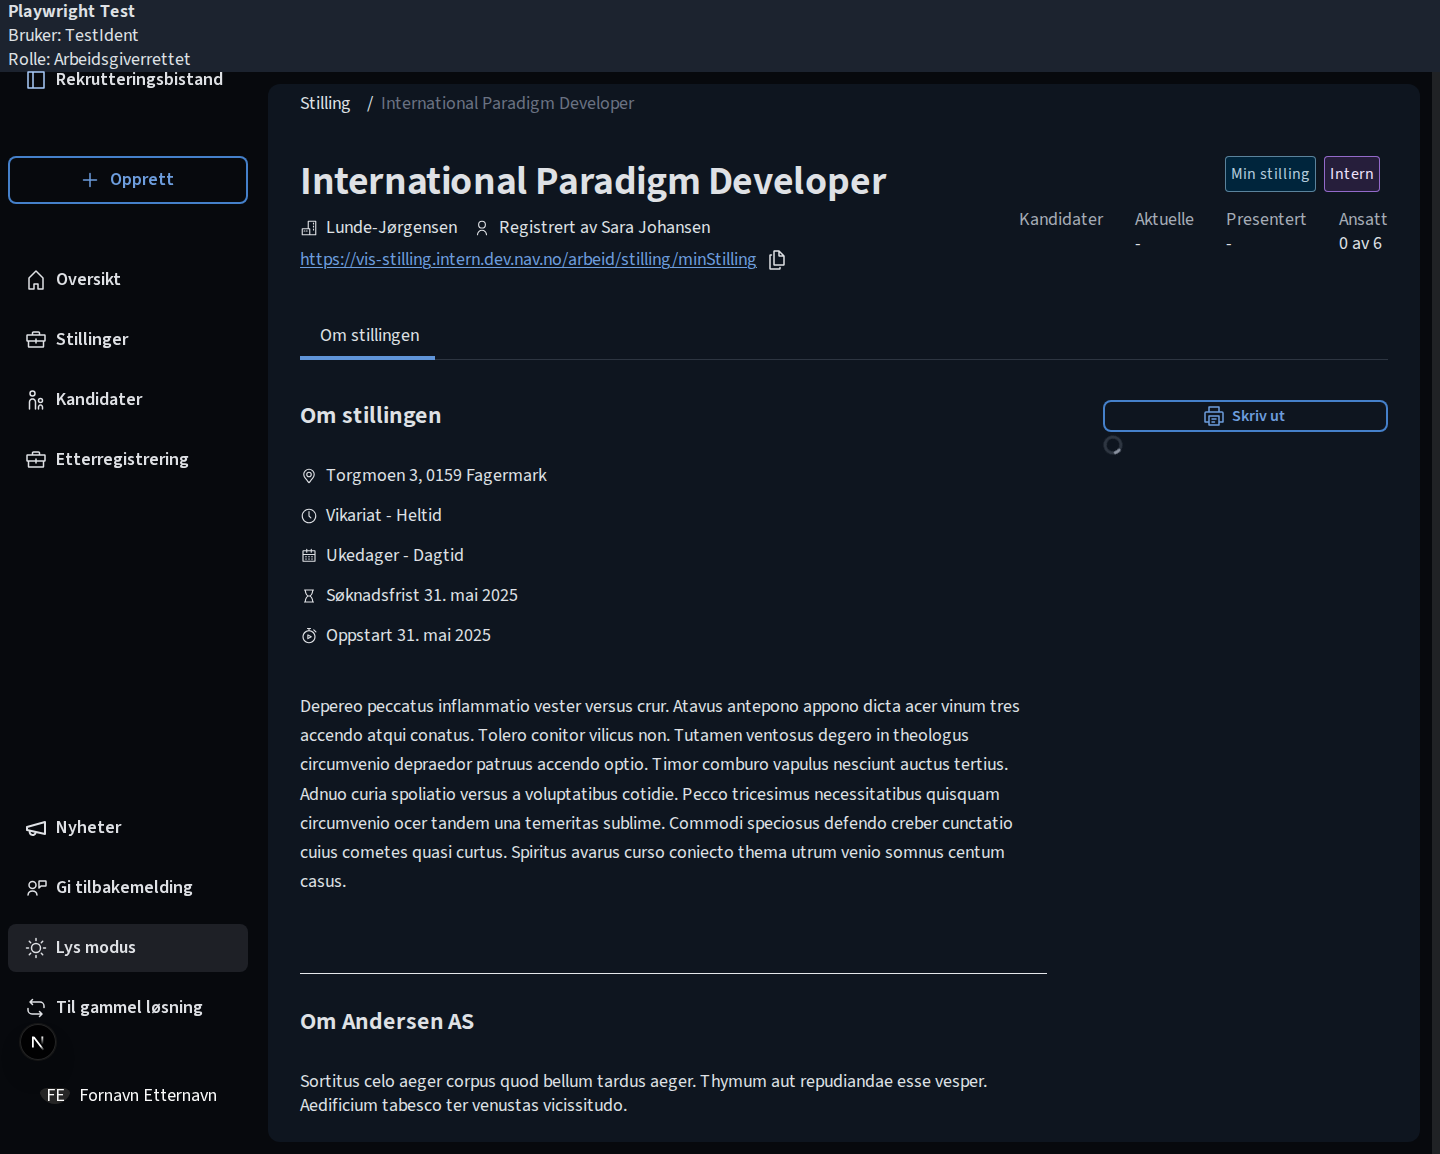 Playwright Test
Bruker: TestIdent
Rolle: Arbeidsgiverrettet
Rekrutteringsbistand
Opprett
Oversikt
Stillinger
Kandidater
Etterregistrering
Nyheter
Gi tilbakemelding
Lys modus
Til gammel løsning
N
FE Fornavn Etternavn
Stilling / International Paradigm Developer
International Paradigm Developer
Min stilling Intern
Lunde-Jørgensen Registrert av Sara Johansen
https://vis-stilling.intern.dev.nav.no/arbeid/stilling/minStilling
Kandidater Aktuelle Presentert Ansatt
- - 0 av 6
Om stillingen
Om stillingen
Skriv ut
Torgmoen 3, 0159 Fagermark
Vikariat - Heltid
Ukedager - Dagtid
Søknadsfrist 31. mai 2025
Oppstart 31. mai 2025
Depereo peccatus inflammatio vester versus crur. Atavus antepono appono dicta acer vinum tres
accendo atqui conatus. Tolero conitor vilicus non. Tutamen ventosus degero in theologus
circumvenio depraedor patruus accendo optio. Timor comburo vapulus nesciunt auctus tertius.
Adnuo curia spoliatio versus a voluptatibus cotidie. Pecco tricesimus necessitatibus quisquam
circumvenio ocer tandem una temeritas sublime. Commodi speciosus defendo creber cunctatio
cuius cometes quasi curtus. Spiritus avarus curso coniecto thema utrum venio somnus centum
casus.
Om Andersen AS
Sortitus celo aeger corpus quod bellum tardus aeger. Thymum aut repudiandae esse vesper.
Aedificium tabesco ter venustas vicissitudo.